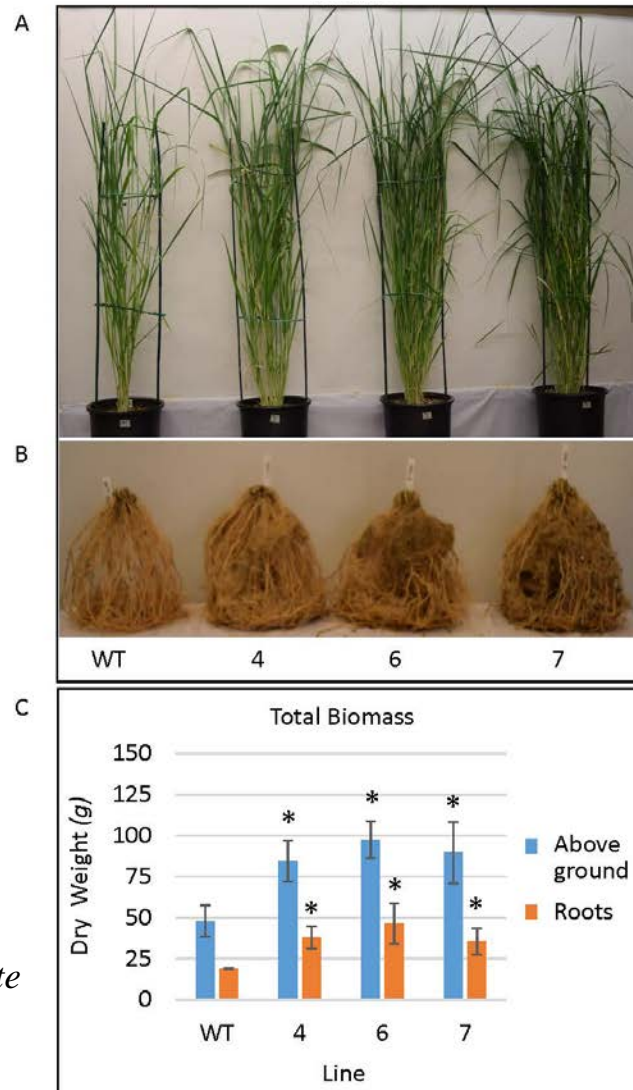 A
B
WT 4 6 7
C
Total Biomass
150
125
100
75
50
25
0
Dry Weight (g)
* * *
* * *
Above ground
Roots
WT 4 6 7
Line
te